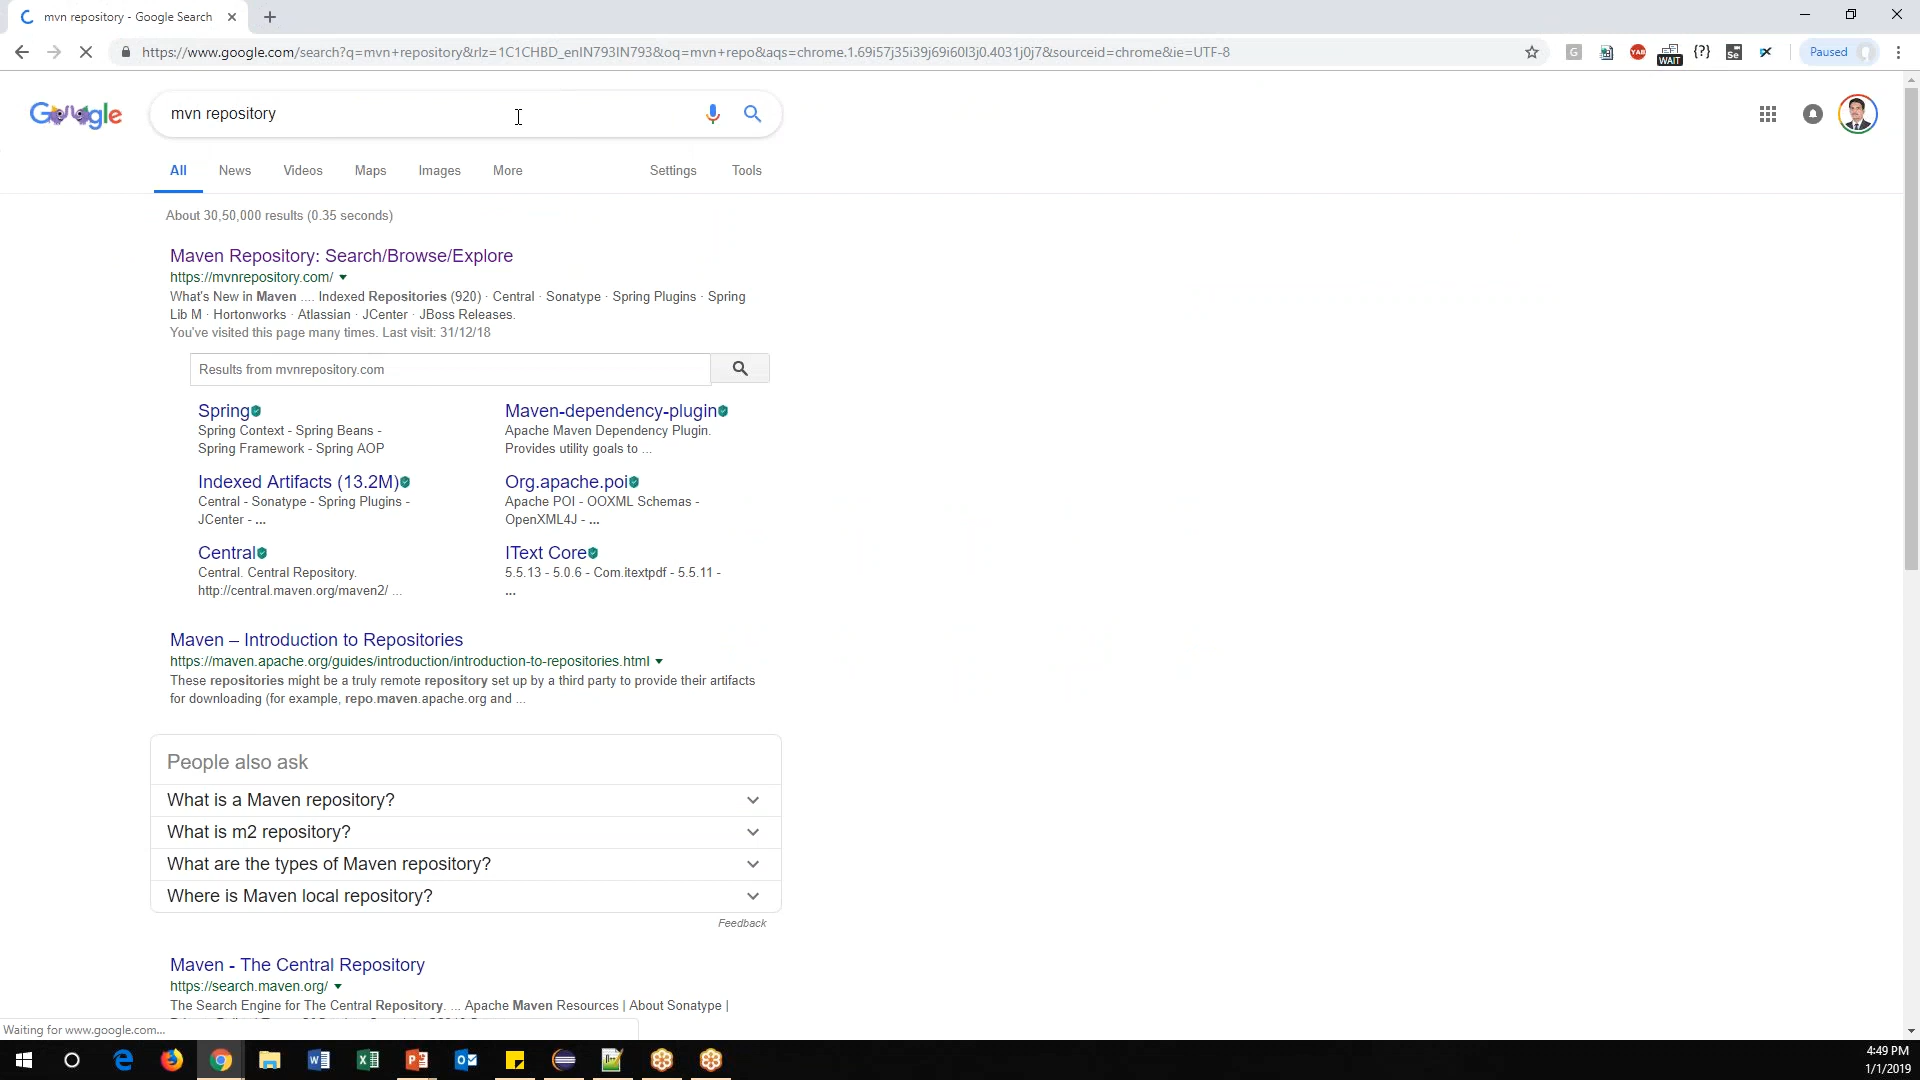 mvn repository - Google Search
https://www.google.com/search?q=mvn+repository&rlz=1C1CHBD_enIN793IN793&oq=mvn+repo&aqs=chrome.1.69i57j35i39j69i60l3j0.4031j0j7&sourceid=chrome&ie=UTF-8
G
YAB
WAIT
{?}
Se
Paused
Google
mvn repository
All News Videos Maps Images More Settings Tools
About 30,50,000 results (0.35 seconds)
Maven Repository: Search/Browse/Explore
https://mvnrepository.com/
What's New in Maven .... Indexed Repositories (920) · Central · Sonatype · Spring Plugins · Spring
Lib M · Hortonworks · Atlassian · JCenter · JBoss Releases.
You've visited this page many times. Last visit: 31/12/18
Results from mvnrepository.com
Spring
Spring Context - Spring Beans -
Spring Framework - Spring AOP
Maven-dependency-plugin
Apache Maven Dependency Plugin.
Provides utility goals to ...
Indexed Artifacts (13.2M)
Central - Sonatype - Spring Plugins -
JCenter - ...
Org.apache.poi
Apache POI - OOXML Schemas -
OpenXML4J - ...
Central
Central. Central Repository.
http://central.maven.org/maven2/ ...
IText Core
5.5.13 - 5.0.6 - Com.itextpdf - 5.5.11 -
...
Maven – Introduction to Repositories
https://maven.apache.org/guides/introduction/introduction-to-repositories.html
These repositories might be a truly remote repository set up by a third party to provide their artifacts
for downloading (for example, repo.maven.apache.org and ...
People also ask
What is a Maven repository?
What is m2 repository?
What are the types of Maven repository?
Where is Maven local repository?
Feedback
Maven - The Central Repository
https://search.maven.org/
The Search Engine for The Central Repository. ... Apache Maven Resources | About Sonatype |
Waiting for www.google.com...
4:49 PM
1/1/2019